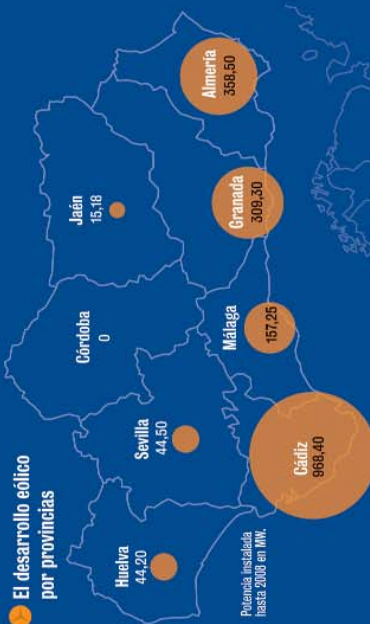 El desarrollo eólico
por provincias
Huelva
44,20
Sevilla
44,50
Córdoba
0
Jaén
15,18
Cádiz
968,40
Málaga
157,25
Granada
309,30
Almería
358,50
Potencia instalada
hasta 2008 en MW.